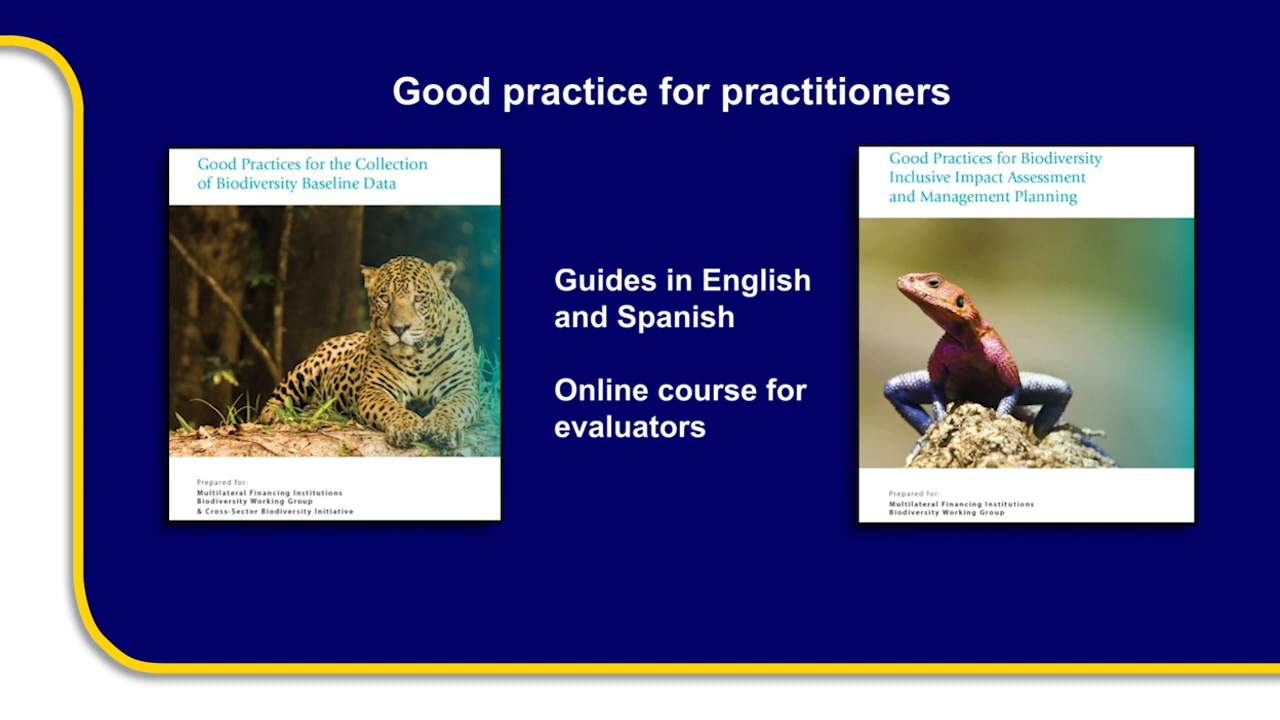 Good practice for practitioners
Good Practices for the Collection
of Biodiversity Baseline Data
Prepared for:
Multilateral Financing Institutions
Biodiversity Working Group
& Cross-Sector Biodiversity Initiative
Guides in English
and Spanish
Online course for
evaluators
Good Practices for Biodiversity
Inclusive Impact Assessment
and Management Planning
Prepared for:
Multilateral Financing Institutions
Biodiversity Working Group